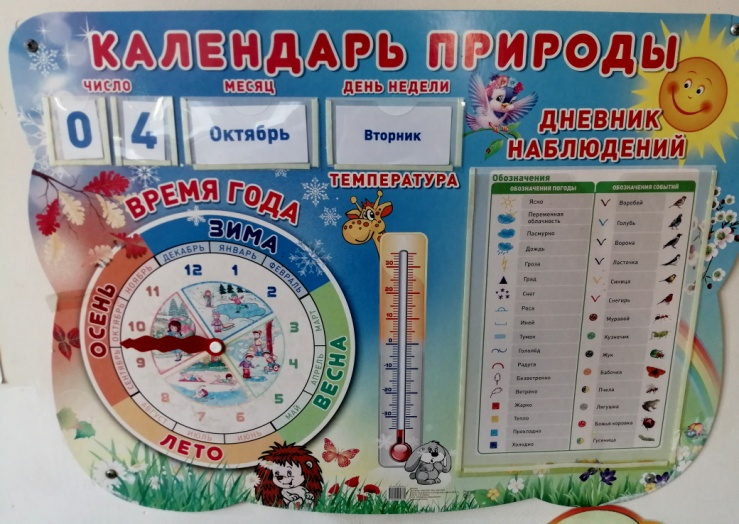 КАЛЕНДАРЬ ПРИРОДЫ
ЧИСЛО
МЕСЯЦ
ДЕНЬ НЕДЕЛИ
0 4
Октябрь
Вторник
ДНЕВНИК
НАБЛЮДЕНИЙ
ВРЕМЯ ГОДА
ЗИМА
ВЕСНА
ЛЕТО
ОСЕНЬ
ДЕКАБРЬ
ЯНВАРЬ
ФЕВРАЛЬ
МАРТ
АПРЕЛЬ
МАЙ
ИЮНЬ
ИЮЛЬ
СЕНТЯБРЬ
ОКТЯБРЬ
НОЯБРЬ
12
1
2
3
4
5
6
7
8
10
11
ТЕМПЕРАТУРА
Обозначения
ОБОЗНАЧЕНИЯ ПОГОДЫ
Ясно
Переменная
облачность
Пасмурно
Дождь
Гроза
Град
Снег
Роса
Иней
Туман
Гололёд
Радуга
Безветренно
Ветрено
Жарко
Тепло
Прохладно
Холодно
ОБОЗНАЧЕНИЯ СОБЫТИЙ
Воробей
Голубь
Ворона
Ласточка
Синица
Снегирь
Муравей
Кузнечик
Жук
Бабочка
Пчела
Лягушка
Божья коровка
Гусеница